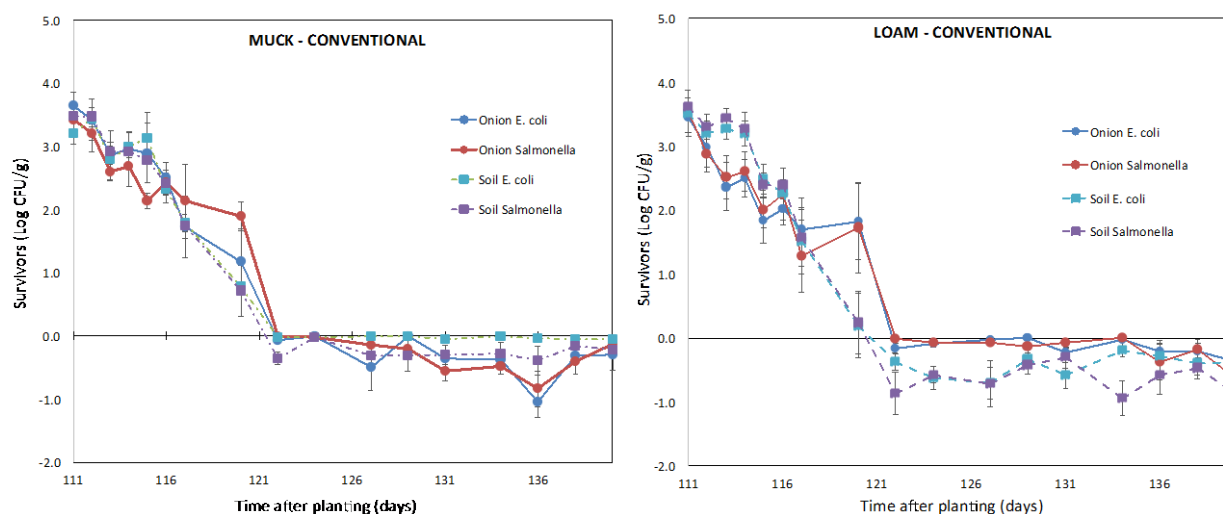 MUCK - CONVENTIONAL
5.0
4.0
3.0
2.0
1.0
0.0
-1.0
-2.0
Survivors (Log CFU/g)
Onion E. coli
Onion Salmonella
Soil E. coli
Soil Salmonella
111 116 121 126 131 136
Time after planting (days)
LOAM - CONVENTIONAL
5.0
4.0
3.0
2.0
1.0
0.0
-1.0
-2.0
Survivors (Log CFU/g)
Onion E. coli
Onion Salmonella
Soil E. coli
Soil Salmonella
111 116 121 126 131 136
Time after planting (days)